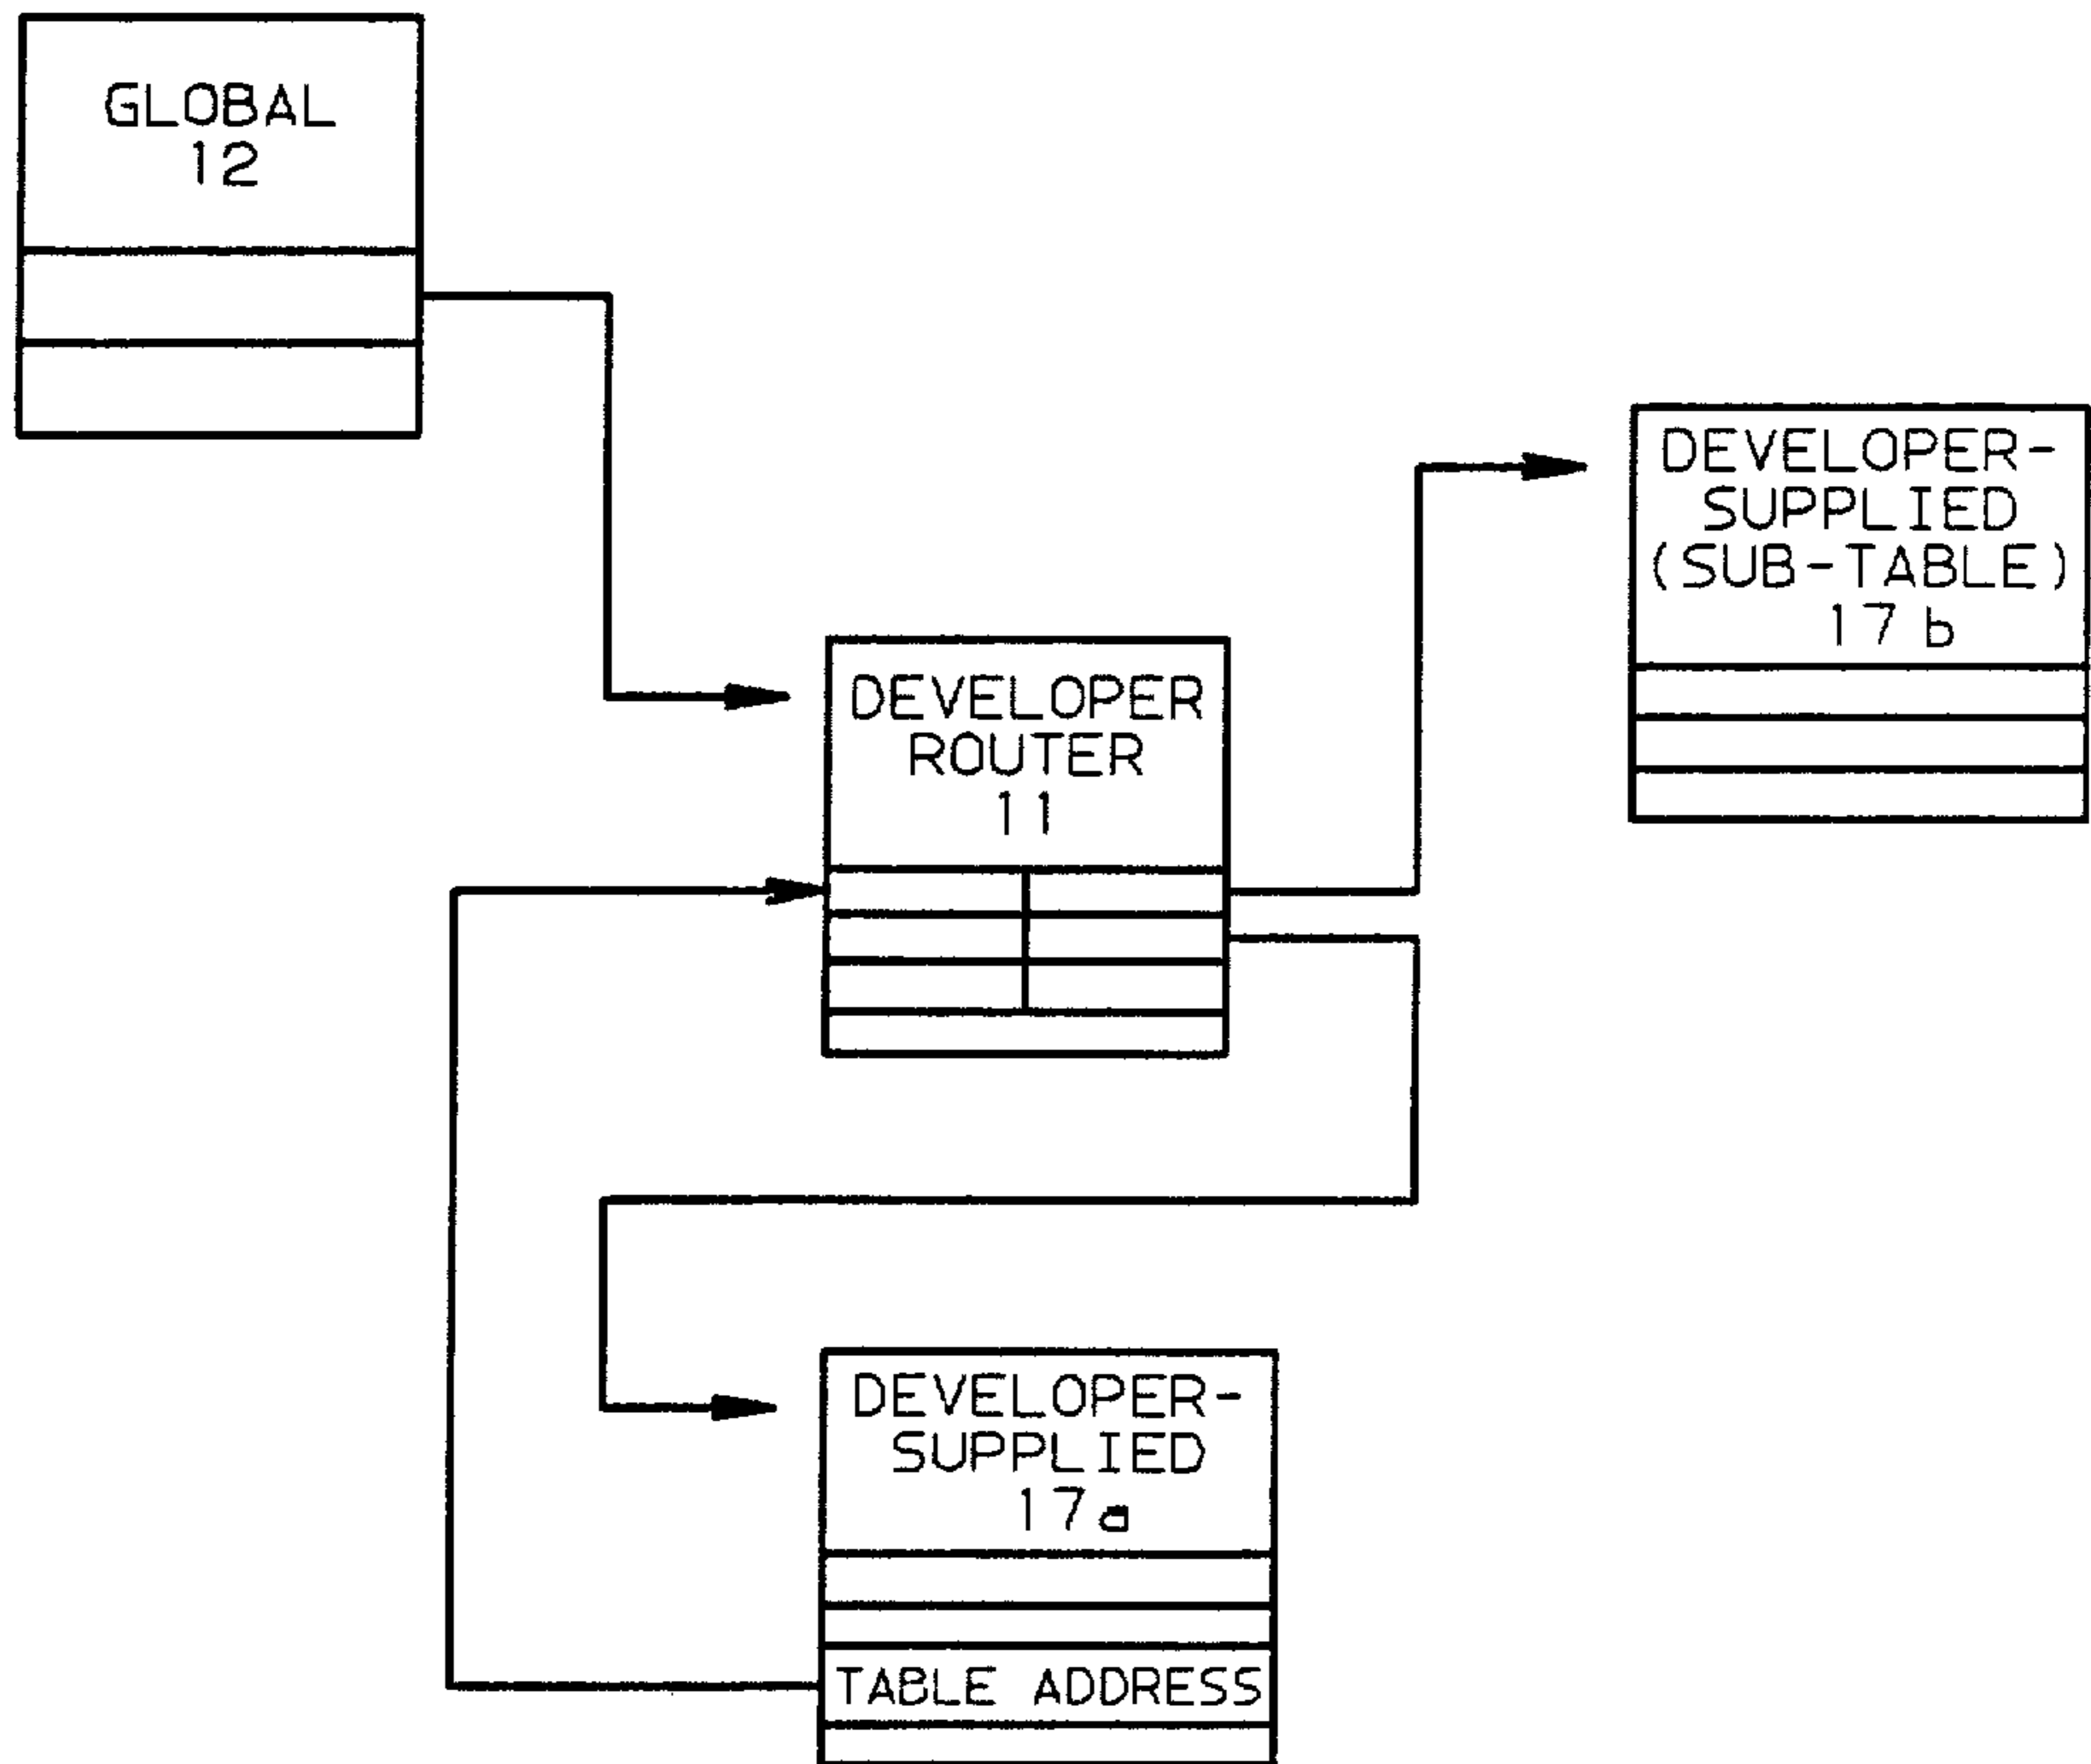 GLOBAL
12
DEVELOPER-
SUPPLIED
(SUB-TABLE)
17b
DEVELOPER
ROUTER
11
DEVELOPER-
SUPPLIED
17a
TABLE ADDRESS